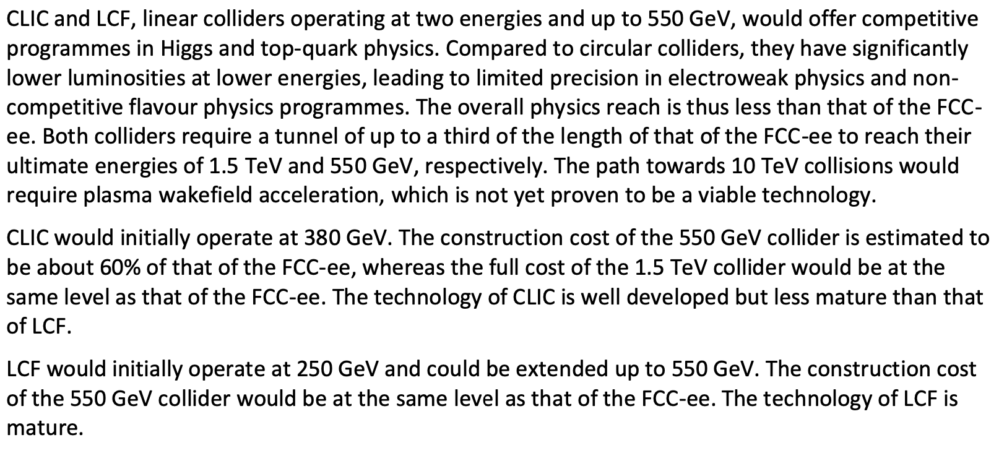 CLIC and LCF, linear colliders operating at two energies and up to 550 GeV, would offer competitive
programmes in Higgs and top-quark physics. Compared to circular colliders, they have significantly
lower luminosities at lower energies, leading to limited precision in electroweak physics and non-
competitive flavour physics programmes. The overall physics reach is thus less than that of the FCC-
ee. Both colliders require a tunnel of up to a third of the length of that of the FCC-ee to reach their
ultimate energies of 1.5 TeV and 550 GeV, respectively. The path towards 10 TeV collisions would
require plasma wakefield acceleration, which is not yet proven to be a viable technology.
CLIC would initially operate at 380 GeV. The construction cost of the 550 GeV collider is estimated to
be about 60% of that of the FCC-ee, whereas the full cost of the 1.5 TeV collider would be at the
same level as that of the FCC-ee. The technology of CLIC is well developed but less mature than that
of LCF.
LCF would initially operate at 250 GeV and could be extended up to 550 GeV. The construction cost
of the 550 GeV collider would be at the same level as that of the FCC-ee. The technology of LCF is
mature.